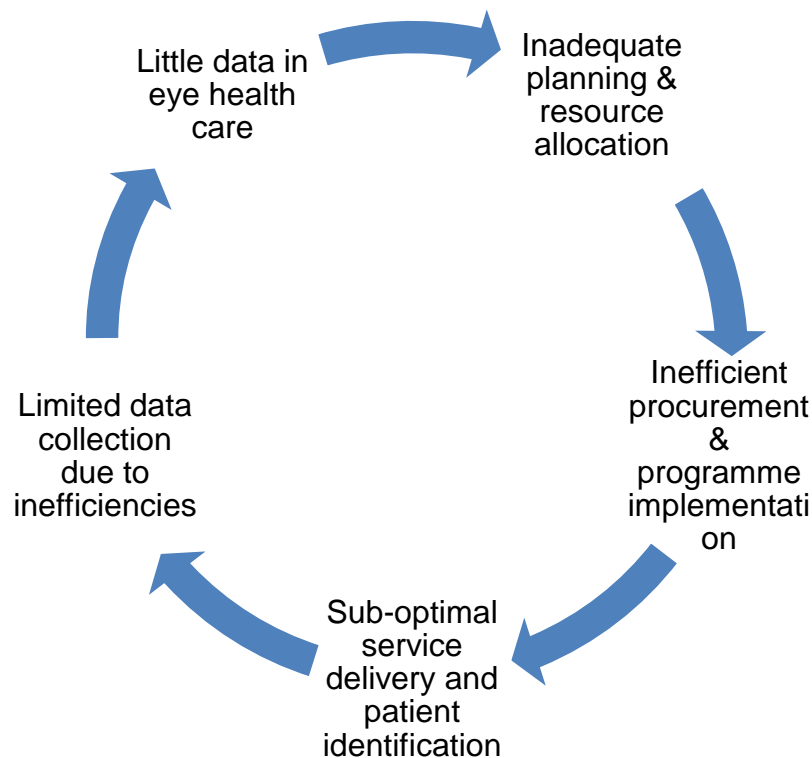 Little data in
eye health
care
Inadequate
planning &
resource
allocation
Inefficient
procurement
&
programme
implementati
on
Sub-optimal
service
delivery and
patient
identification
Limited data
collection
due to
inefficiencies